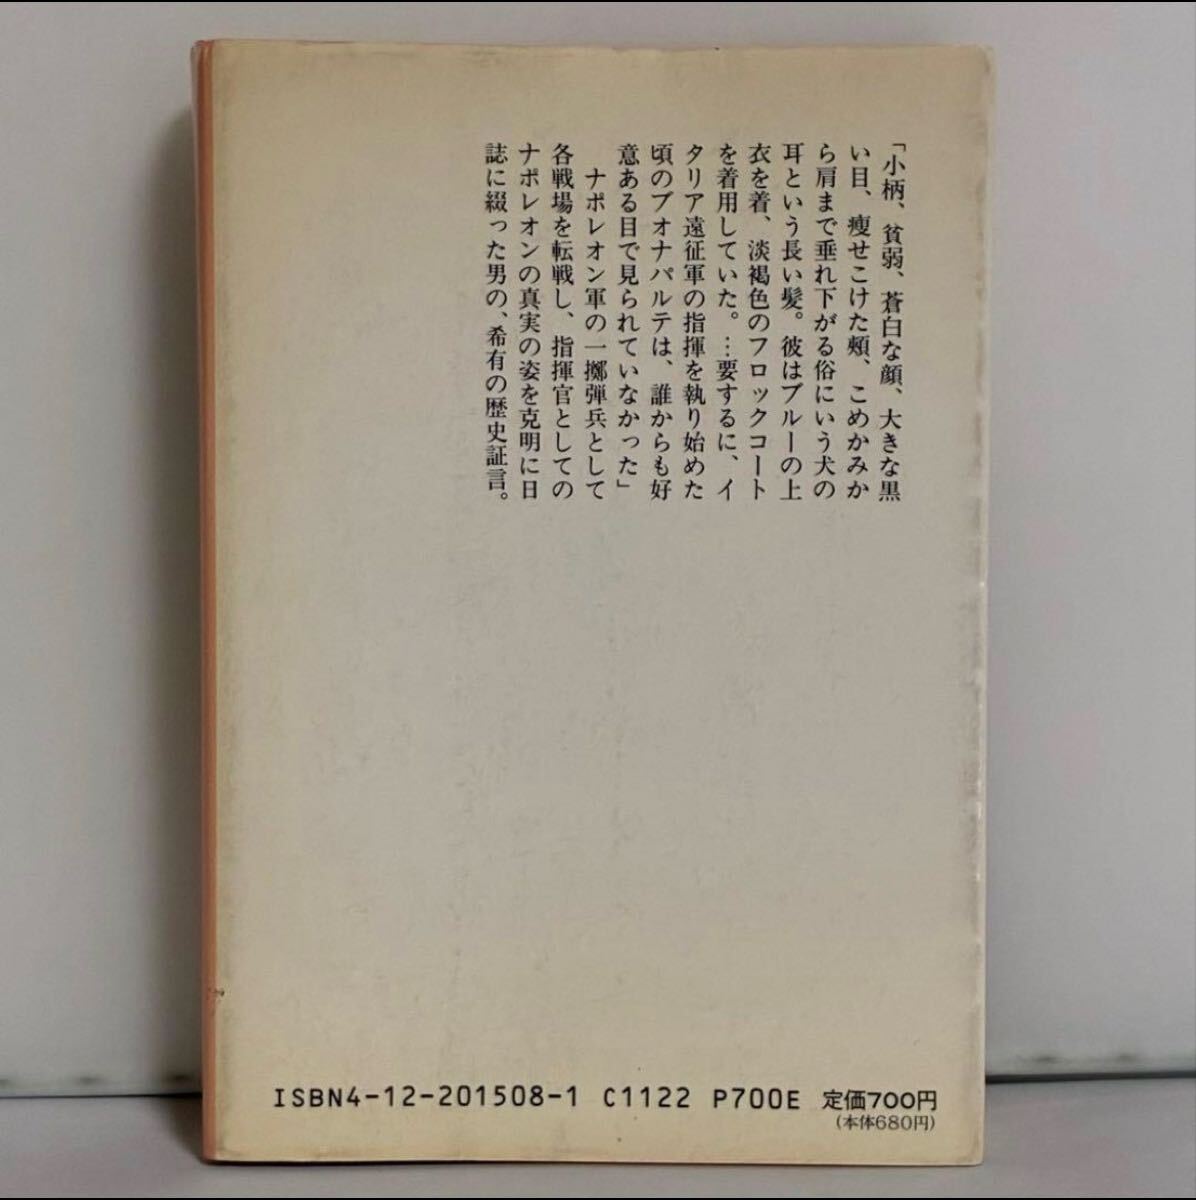 「小柄、貧弱、蒼白な顔、大きな黒
い目、痩せこけた頰、こめかみか
ら肩まで垂れ下がる俗にいう犬の
耳という長い髪。彼はブルーの上
衣を着、淡褐色のフロックコート
を着用していた。…要するに、イ
タリア遠征軍の指揮を執り始めた
頃のブオナパルテは、誰からも好
意ある目で見られていなかった」
ナポレオン軍の一擲弾兵として
各戦場を転戦し、指揮官としての
ナポレオンの真実の姿を克明に日
誌に綴った男の、希有の歴史証言。
ISBN4-12-201508-1 C1122 P700E 定価700円
(本体680円)